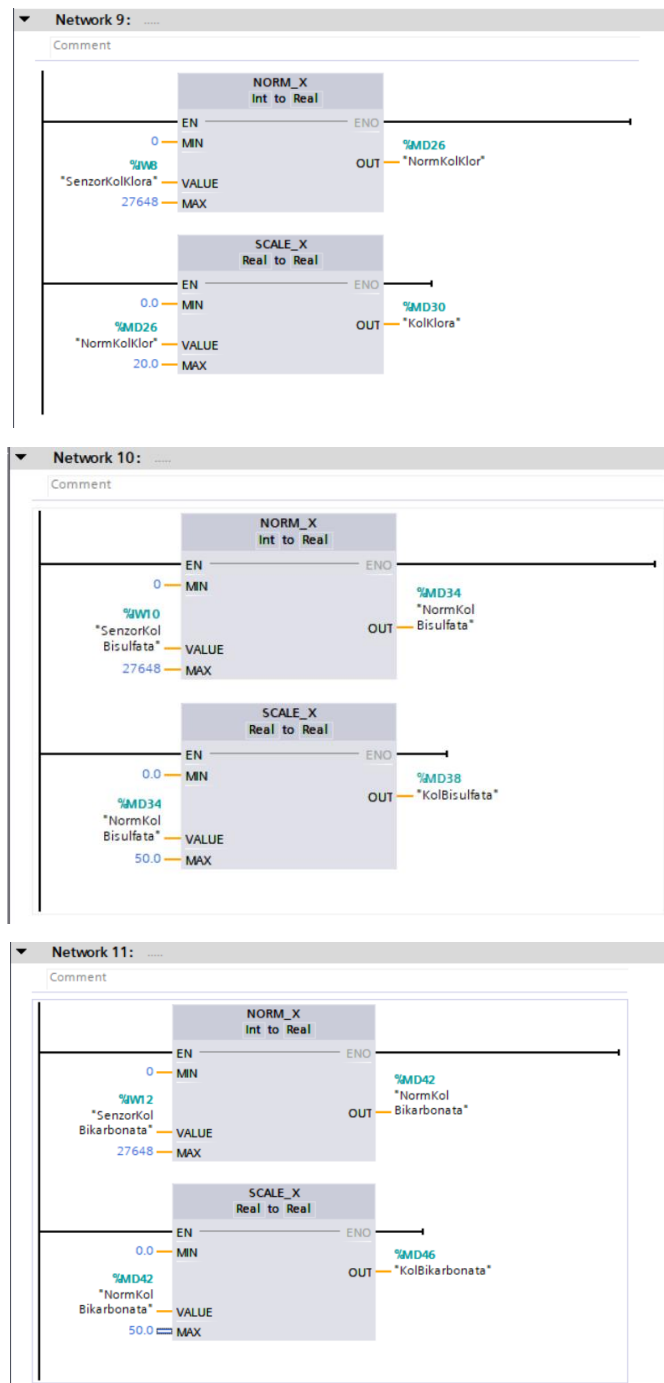 Network 9: .....
Comment
NORM_X
Int to Real
EN ENO
0 MIN
%MD26
OUT "NormKolKlor"
%IW8
"SenzorKolKlora" VALUE
27648 MAX
SCALE_X
Real to Real
EN ENO
0.0 MIN
%MD30
OUT "KolKlora"
%MD26
"NormKolKlor" VALUE
20.0 MAX
Network 10: .....
Comment
NORM_X
Int to Real
EN ENO
0 MIN
%MD34
"NormKol
OUT Bisulfata"
%IW10
"SenzorKol
Bisulfata" VALUE
27648 MAX
SCALE_X
Real to Real
EN ENO
0.0 MIN
%MD38
OUT "KolBisulfata"
%MD34
"NormKol
Bisulfata" VALUE
50.0 MAX
Network 11: .....
Comment
NORM_X
Int to Real
EN ENO
0 MIN
%MD42
"NormKol
OUT Bikarbonata"
%IW12
"SenzorKol
Bikarbonata" VALUE
27648 MAX
SCALE_X
Real to Real
EN ENO
0.0 MIN
%MD46
OUT "KolBikarbonata"
%MD42
"NormKol
Bikarbonata" VALUE
50.0 MAX